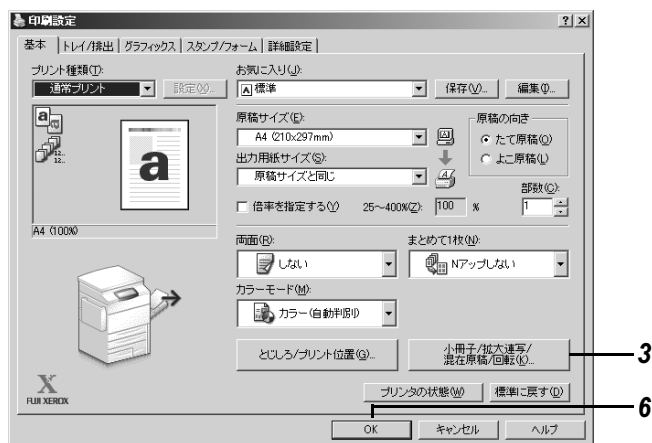 印刷設定
基本 トレイ/排出 グラフィックス スタンプ/フォーム 詳細設定
プリント種類(T):
通常プリント 設定(X)...
お気に入り(J):
標準 保存(V)... 編集(I)...
原稿サイズ(E):
A4 (210x297mm)
原稿の向き
たて原稿(O)
よこ原稿(L)
出力用紙サイズ(S):
原稿サイズと同じ
部数(C):
倍率を指定する(Y) 25～400%(Z): 100 % 1
A4 (100%)
両面(R):
しない
まとめて1枚(N):
Nアップしない
カラーモード(M):
カラー(自動判別)
とじしろ/プリント位置(G)...
小冊子/拡大連写/
混在原稿/回転(K)...
3
FUJI XEROX
プリンタの状態(W) 標準に戻す(D)
6
OK キャンセル ヘルプ